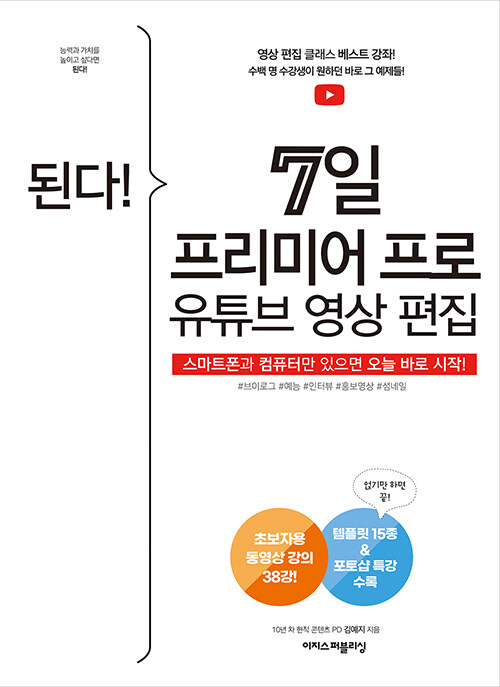 능력과 가치를
높이고 싶다면
된다!
영상 편집 클래스 베스트 강좌!
수백 명 수강생이 원하던 바로 그 예제들!
된다!
7일
프리미어 프로
유튜브 영상 편집
스마트폰과 컴퓨터만 있으면 오늘 바로 시작!
#브이로그 #예능 #인터뷰 #홍보영상 #섬네일
얹기만 하면
끝!
초보자용
동영상 강의
38강!
템플릿 15종
&
포토샵 특강
수록
10년 차 현직 콘텐츠 PD 김예지 지음
이지스퍼블리싱